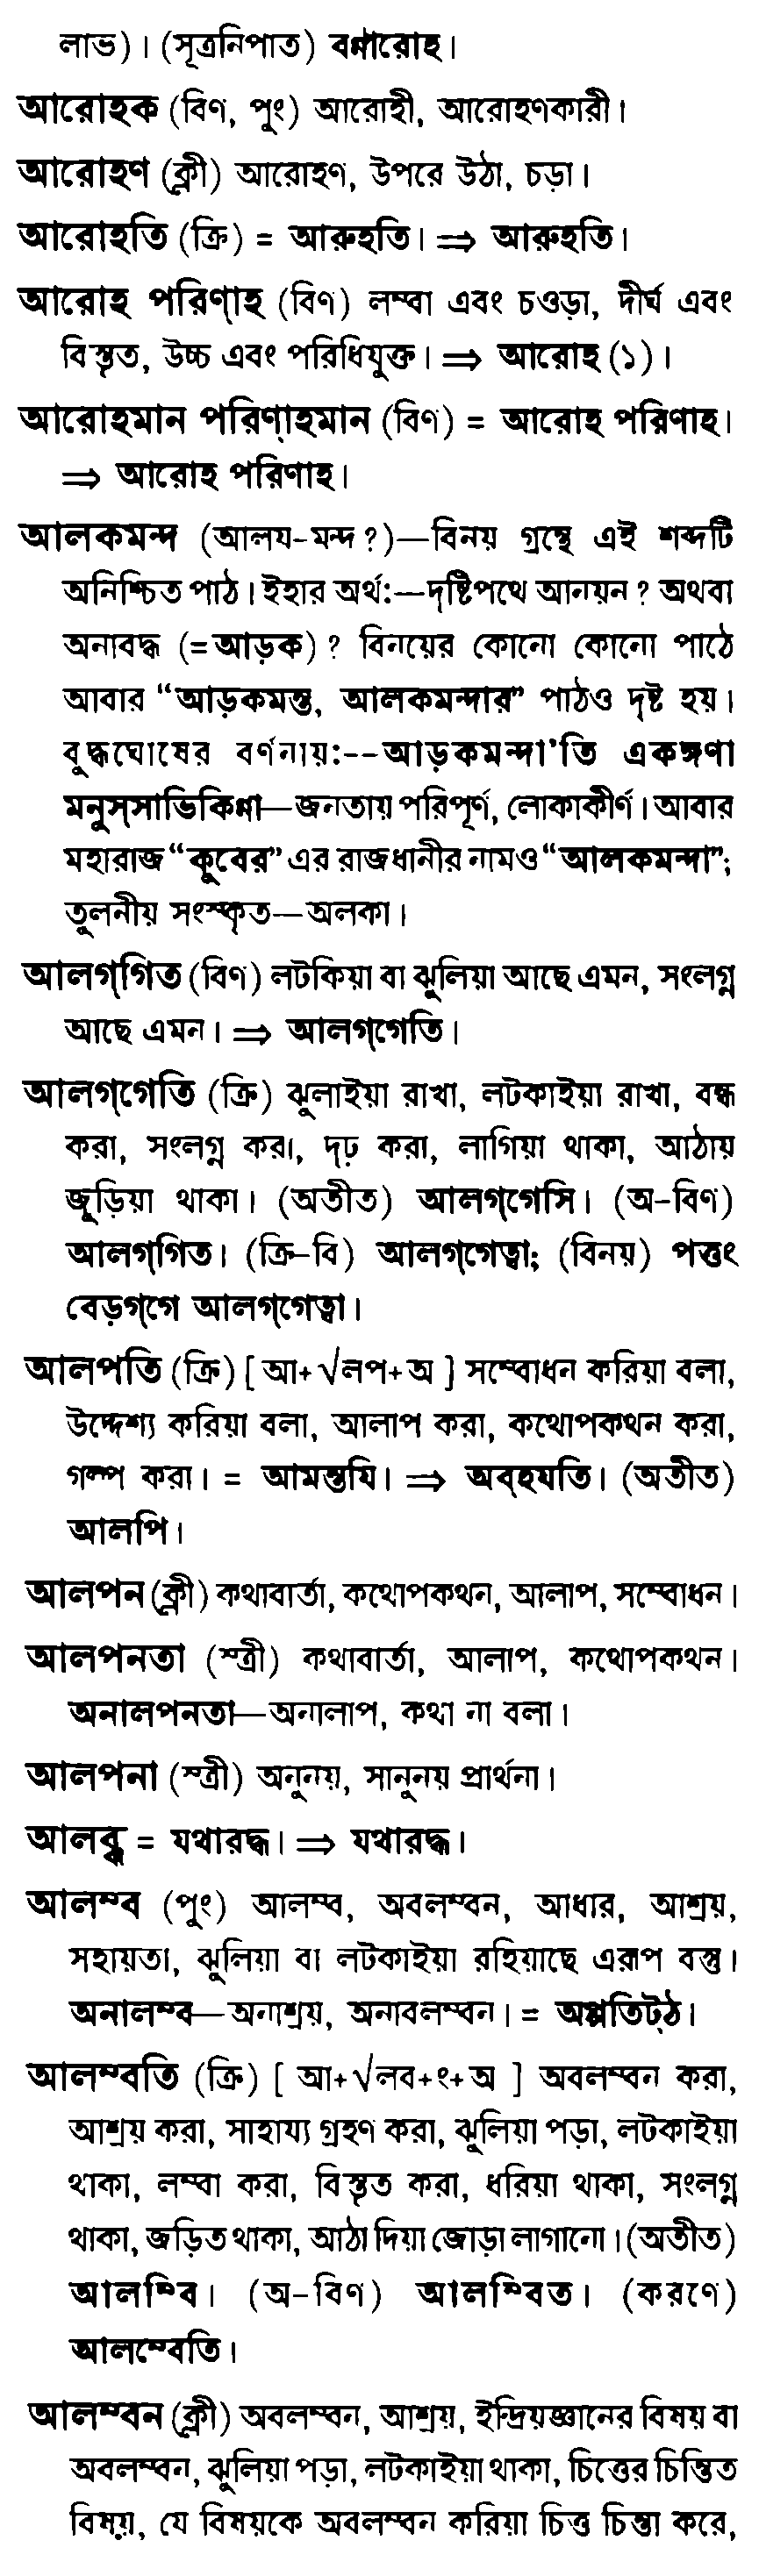 লাভ)। (সূত্রনিপাত) বণ্ণারোহ।
আরোহক (বিণ, পুং) আরোহী, আরোহণকারী।
আরোহণ (ক্লী) আরোহণ, উপরে উঠা, চড়া।
আরোহতি (ক্রি) = আরুহতি। ⇒ আরুহতি।
আরোহ পরিণ্াহ (বিণ) লম্বা এবং চওড়া, দীর্ঘ এবং
বিস্তৃত, উচ্চ এবং পরিধিযুক্ত। ⇒ আরোহ (১)।
আরোহমান পরিণ্াহমান (বিণ) = আরোহ পরিণাহ।
⇒ আরোহ পরিণাহ।
আলকমন্দ (আলয-মন্দ?)—বিনয় গ্রন্থে এই শব্দটি
অনিশ্চিত পাঠ। ইহার অর্থ:—দৃষ্টিপথে আনয়ন? অথবা
অনাবদ্ধ (=আড়ক)? বিনয়ের কোনো কোনো পাঠে
আবার “আড়কমন্ত, আলকমন্দার” পাঠও দৃষ্ট হয়।
বুদ্ধঘোষের বর্ণনায়:--আড়কমন্দা'তি একঙ্গণা
মনুস্সাভিকিণ্ণা—জনতায় পরিপূর্ণ, লোকাকীর্ণ। আবার
মহারাজ “কুবের” এর রাজধানীর নামও “আলকমন্দা”;
তুলনীয় সংস্কৃত—অলকা।
আলগ্গিত (বিণ) লটকিয়া বা ঝুলিয়া আছে এমন, সংলগ্ন
আছে এমন। ⇒ আলগ্গেতি।
আলগ্গেতি (ক্রি) ঝুলাইয়া রাখা, লটকাইয়া রাখা, বদ্ধ
করা, সংলগ্ন করা, দৃঢ় করা, লাগিয়া থাকা, আঠায়
জুড়িয়া থাকা। (অতীত) আলগ্গেসি। (অ-বিণ)
আলগ্গিত। (ক্রি-বি) আলগ্গেত্বা; (বিনয়) পত্তং
বেড়গ্গে আলগ্গেত্বা।
আলপতি (ক্রি) [ আ+√লপ+অ ] সম্বোধন করিয়া বলা,
উদ্দেশ্য করিয়া বলা, আলাপ করা, কথোপকথন করা,
গল্প করা। = আমন্তযি। ⇒ অব্হযতি। (অতীত)
আলপি।
আলপন (ক্লী) কথাবার্তা, কথোপকথন, আলাপ, সম্বোধন।
আলপনতা (স্ত্রী) কথাবার্তা, আলাপ, কথোপকথন।
অনালপনতা—অনালাপ, কথা না বলা।
আলপনা (স্ত্রী) অনুনয়, সানুনয় প্রার্থনা।
আলব্ধ = যথারদ্ধ। ⇒ যথারদ্ধ।
আলম্ব (পুং) আলম্ব, অবলম্বন, আধার, আশ্রয়,
সহায়তা, ঝুলিয়া বা লটকাইয়া রহিয়াছে এরূপ বস্তু।
অনালম্ব—অনাশ্রয়, অনাবলম্বন। = অপ্পতিট্ঠ।
আলম্বতি (ক্রি) [ আ+√লব+ং+অ ] অবলম্বন করা,
আশ্রয় করা, সাহায্য গ্রহণ করা, ঝুলিয়া পড়া, লটকাইয়া
থাকা, লম্বা করা, বিস্তৃত করা, ধরিয়া থাকা, সংলগ্ন
থাকা, জড়িত থাকা, আঠা দিয়া জোড়া লাগানো। (অতীত)
আলম্বি। (অ-বিণ) আলম্বিত। (করণে)
আলম্বেতি।
আলম্বন (ক্লী) অবলম্বন, আশ্রয়, ইন্দ্রিয়জ্ঞানের বিষয় বা
অবলম্বন, ঝুলিয়া পড়া, লটকাইয়া থাকা, চিত্তের চিন্তিত
বিষয়, যে বিষয়কে অবলম্বন করিয়া চিত্ত চিন্তা করে,